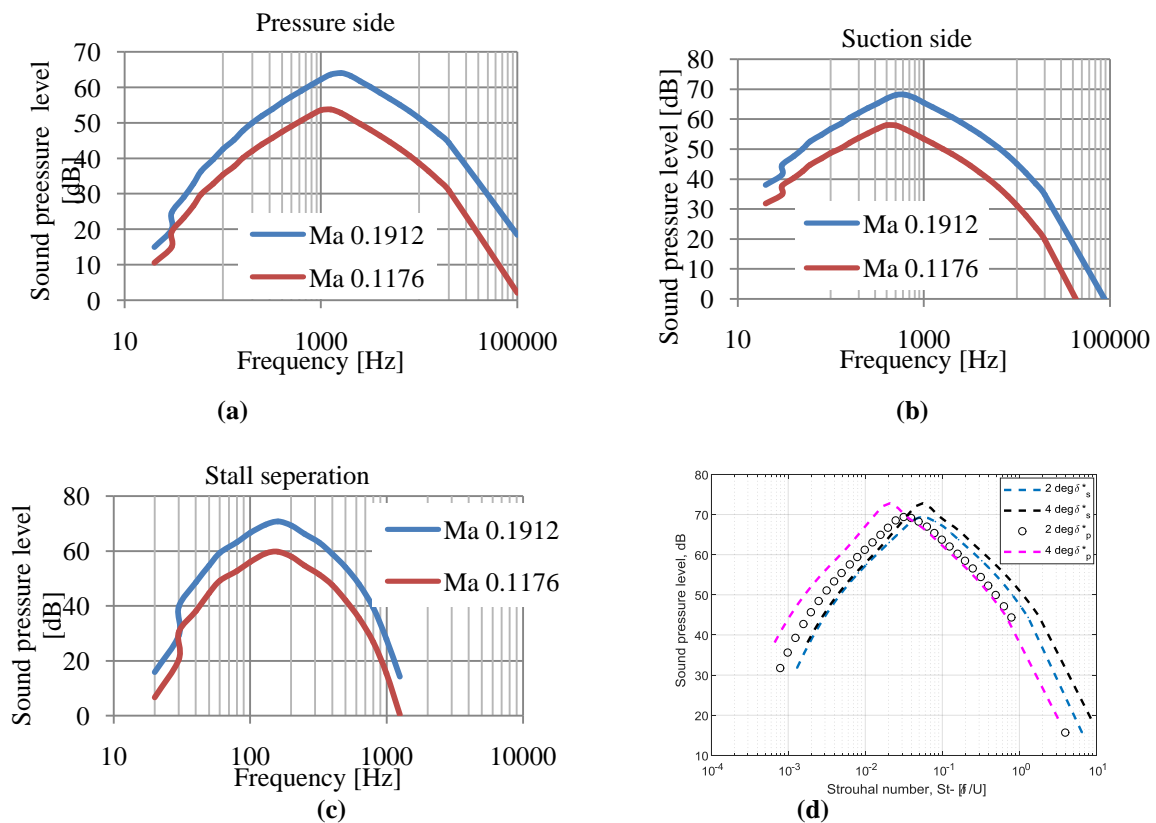 Pressure side
Sound preessure level
[dB]
70
60
50
40
30
20
10
0
Ma 0.1912
Ma 0.1176
10
1000
100000
Frequency [Hz]
(a)
Suction side
Sound pressure level [dB]
80
70
60
50
40
30
20
10
0
Ma 0.1912
Ma 0.1176
10
1000
100000
Frequency [Hz]
(b)
Stall seperation
Sound pressure level
[dB]
80
60
40
20
0
Ma 0.1912
Ma 0.1176
10
100
1000
10000
Frequency [Hz]
(c)
Sound pressure level, dB
80
70
60
50
40
30
20
10
2 deg δ*s
4 deg δ*s
2 deg δ*p
4 deg δ*p
10-4
10-3
10-2
10-1
100
101
(d)